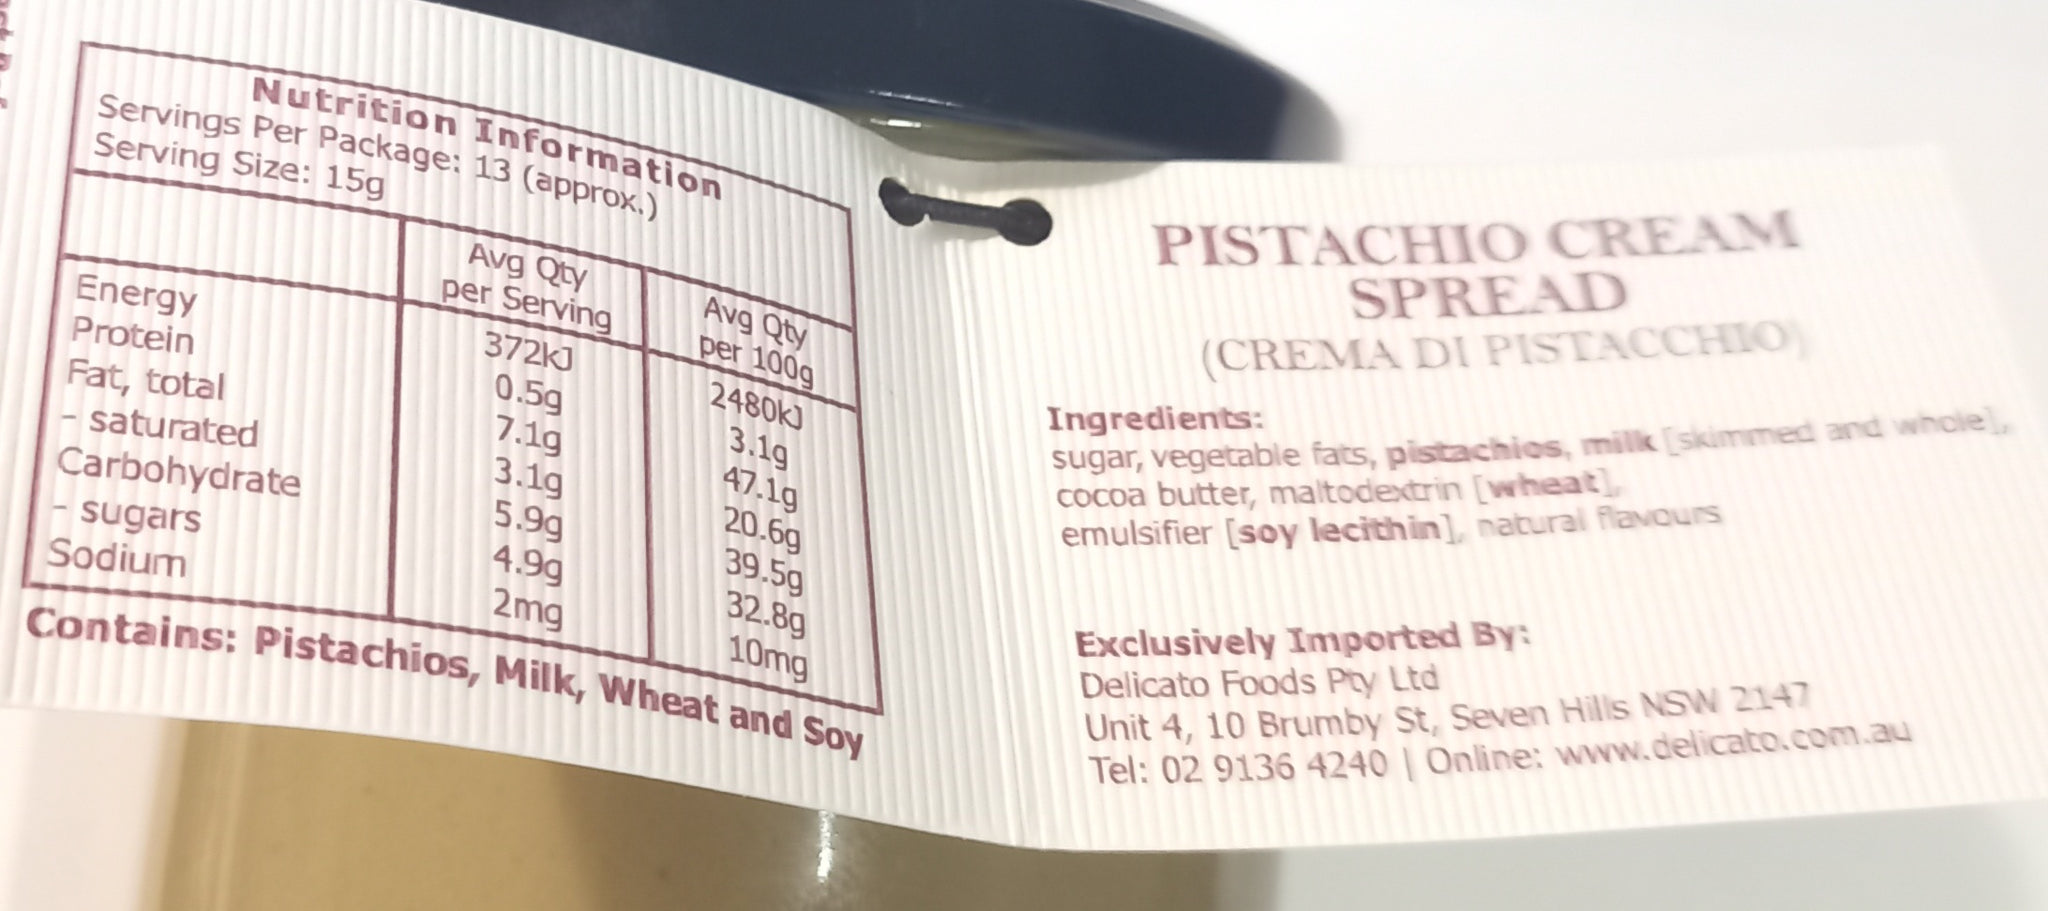 Nutrition Information
Servings Per Package: 13 (approx.)
Serving Size: 15g
Avg Qty per Serving Avg Qty per 100g
Energy 372kJ 2480kJ
Protein 0.5g 3.1g
Fat, total 7.1g 47.1g
- saturated 3.1g 20.6g
Carbohydrate 5.9g 39.5g
- sugars 4.9g 32.8g
Sodium 2mg 10mg
Contains: Pistachios, Milk, Wheat and Soy
PISTACHIO CREAM
SPREAD
(CREMA DI PISTACCHIO)
Ingredients:
sugar, vegetable fats, pistachios, milk [skimmed and whole],
cocoa butter, maltodextrin [wheat],
emulsifier [soy lecithin], natural flavours
Exclusively Imported By:
Delicato Foods Pty Ltd
Unit 4, 10 Brumby St, Seven Hills NSW 2147
Tel: 02 9136 4240 | Online: www.delicato.com.au